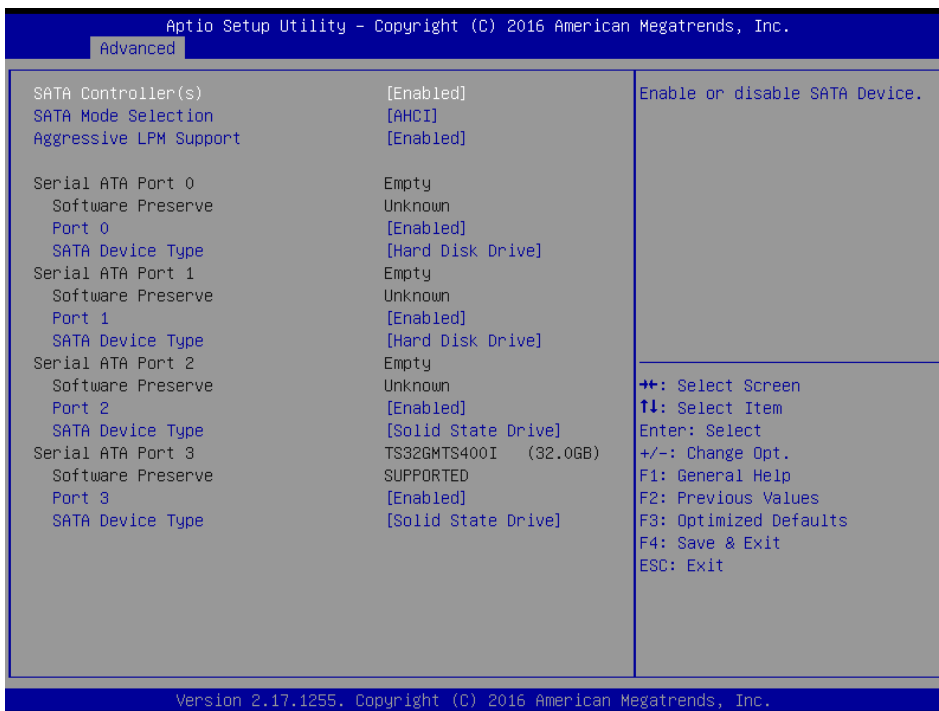 Aptio Setup Utility – Copyright (C) 2016 American Megatrends, Inc.
Advanced
SATA Controller(s) [Enabled]
SATA Mode Selection [AHCI]
Aggressive LPM Support [Enabled]
Serial ATA Port 0 Empty
Software Preserve Unknown
Port 0 [Enabled]
SATA Device Type [Hard Disk Drive]
Serial ATA Port 1 Empty
Software Preserve Unknown
Port 1 [Enabled]
SATA Device Type [Hard Disk Drive]
Serial ATA Port 2 Empty
Software Preserve Unknown
Port 2 [Enabled]
SATA Device Type [Solid State Drive]
Serial ATA Port 3 TS32GMTS400I (32.0GB)
Software Preserve SUPPORTED
Port 3 [Enabled]
SATA Device Type [Solid State Drive]
Enable or disable SATA Device.
→←: Select Screen
↑↓: Select Item
Enter: Select
+/-: Change Opt.
F1: General Help
F2: Previous Values
F3: Optimized Defaults
F4: Save & Exit
ESC: Exit
Version 2.17.1255. Copyright (C) 2016 American Megatrends, Inc.